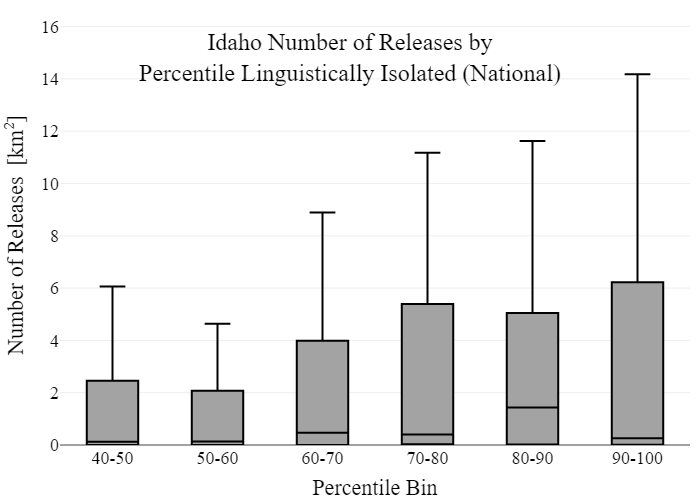 Idaho Number of Releases by
Percentile Linguistically Isolated (National)
Number of Releases [km²]
16
14
12
10
8
6
4
2
0
40-50 50-60 60-70 70-80 80-90 90-100
Percentile Bin